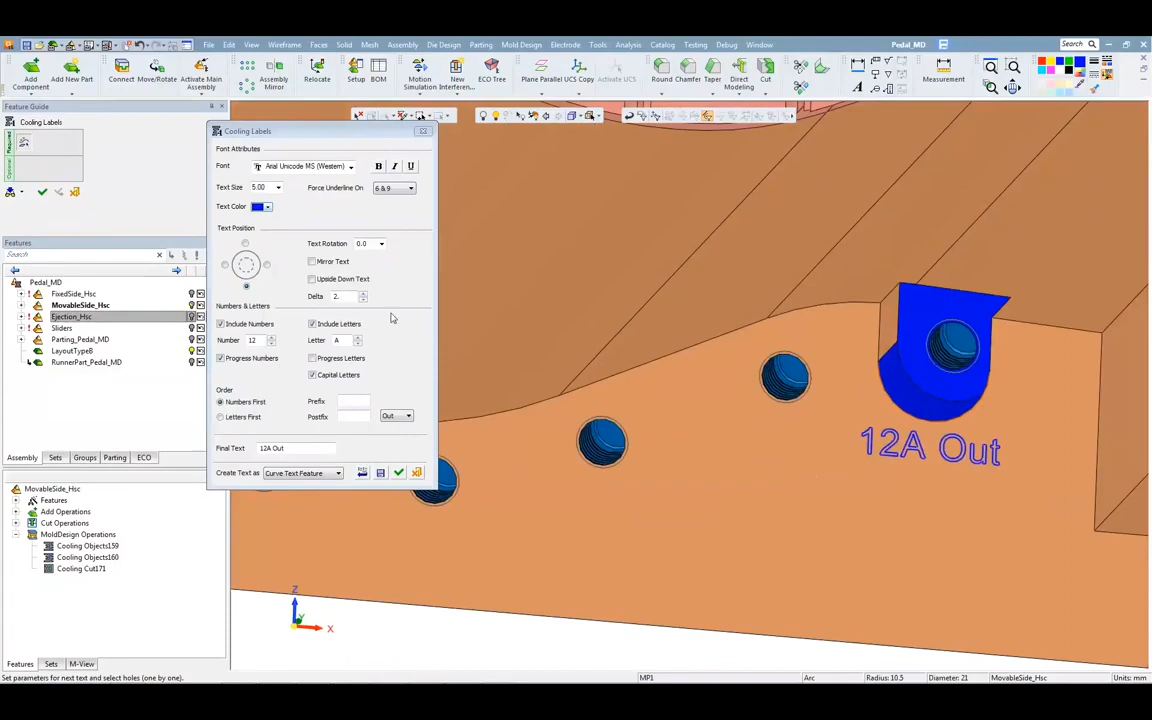 File Edit View Wireframe Faces Solid Mesh Assembly Die Design Parting Mold Design Electrode Tools Analysis Catalog Testing Debug Window Pedal_MD Search
Add Component
Add New Part
Connect
Move/Rotate
Activate Main Assembly
Assembly Mirror
Relocate
Setup
BOM
Motion Simulation
New Interferen...
ECO Tree
Plane Parallel
UCS Copy
Activate UCS
Round
Chamfer
Taper
Direct Modeling
Cut
Measurement
Feature Guide
Cooling Labels
Required
Optional
Features
Search
Pedal_MD
FixedSide_Hsc
MovableSide_Hsc
Ejection_Hsc
Sliders
Parting_Pedal_MD
LayoutTypeB
RunnerPart_Pedal_MD
Assembly Sets Groups Parting ECO
MovableSide_Hsc
Features
Add Operations
Cut Operations
MoldDesign Operations
Cooling Objects159
Cooling Objects160
Cooling Cut171
Features Sets M-View
Cooling Labels
Font Attributes
Font Arial Unicode MS (Western) B I U
Text Size 5.00 Force Underline On 6 & 9
Text Color
Text Position
Text Rotation 0.0
Mirror Text
Upside Down Text
Delta 2.
Numbers & Letters
Include Numbers Include Letters
Number 12 Letter A
Progress Numbers Progress Letters
Capital Letters
Order
Numbers First Prefix
Letters First Postfix Out
Final Text 12A Out
Create Text as Curve Text Feature
12A Out
Z
Y
X
Set parameters for next text and select holes (one by one). MP1 Arc Radius: 10.5 Diameter: 21 MovableSide_Hsc Units: mm